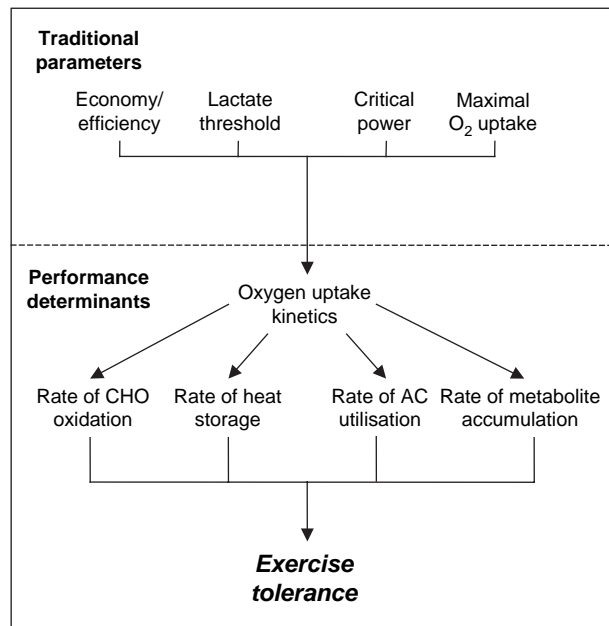 Traditional
parameters
Economy/
efficiency
Lactate
threshold
Critical
power
Maximal
O₂ uptake
Performance
determinants
Oxygen uptake
kinetics
Rate of CHO
oxidation
Rate of heat
storage
Rate of AC
utilisation
Rate of metabolite
accumulation
Exercise
tolerance